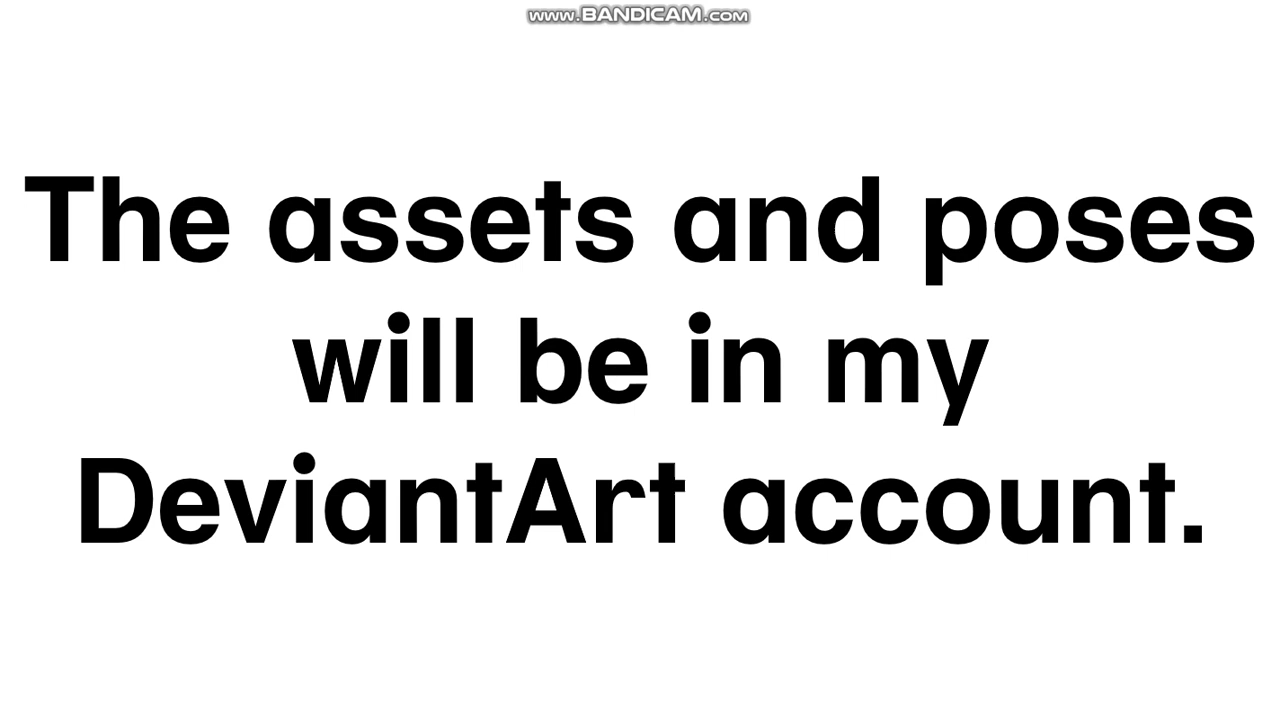 www.BANDICAM.com
The assets and poses
will be in my
DeviantArt account.